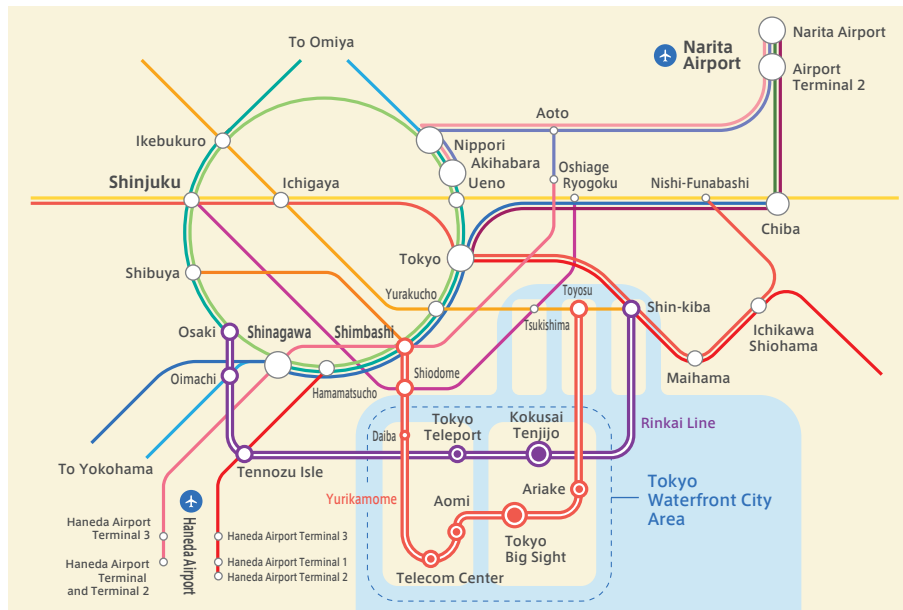 To Omiya
Narita Airport
Narita
Airport
Airport
Terminal 2
Aoto
Ikebukuro
Nippori
Akihabara
Ueno
Oshiage
Ryogoku
Nishi-Funabashi
Shinjuku
Ichigaya
Chiba
Tokyo
Shibuya
Yurakucho
Toyosu
Shin-kiba
Tsukishima
Osaki
Shinagawa
Shimbashi
Ichikawa
Shiohama
Oimachi
Shiodome
Maihama
Hamamatsucho
Daiba
Tokyo
Teleport
Kokusai
Tenjijo
Rinkai Line
To Yokohama
Tennozu Isle
Yurikamome
Aomi
Ariake
Tokyo
Waterfront City
Area
Haneda Airport
Terminal 3
Haneda Airport
Haneda Airport Terminal 3
Tokyo
Big Sight
Haneda Airport
Terminal
and Terminal 2
Haneda Airport Terminal 1
Haneda Airport Terminal 2
Telecom Center